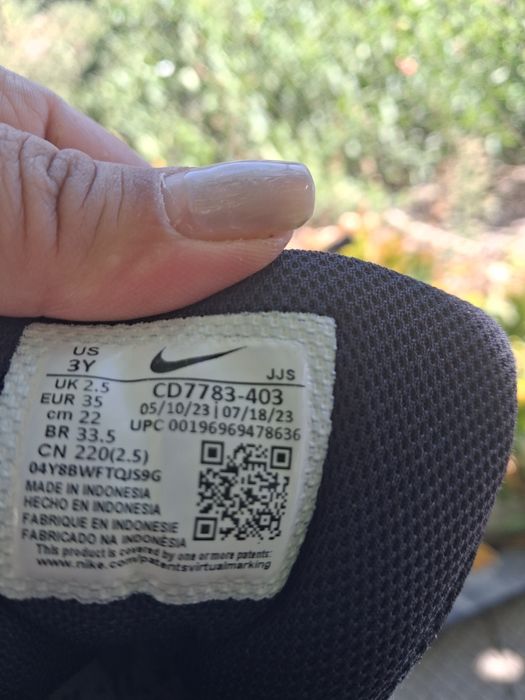 US
3Y
JJS
UK 2.5
EUR 35
cm 22
BR 33.5
CN 220(2.5)
CD7783-403
05/10/23 | 07/18/23
UPC 00196969478636
04Y8BWFTQJS9G
MADE IN INDONESIA
HECHO EN INDONESIA
FABRIQUE EN INDONESIE
FABRICADO NA INDONÉSIA
This product is covered by one or more patents:
www.nike.com/patentsvirtualmarking